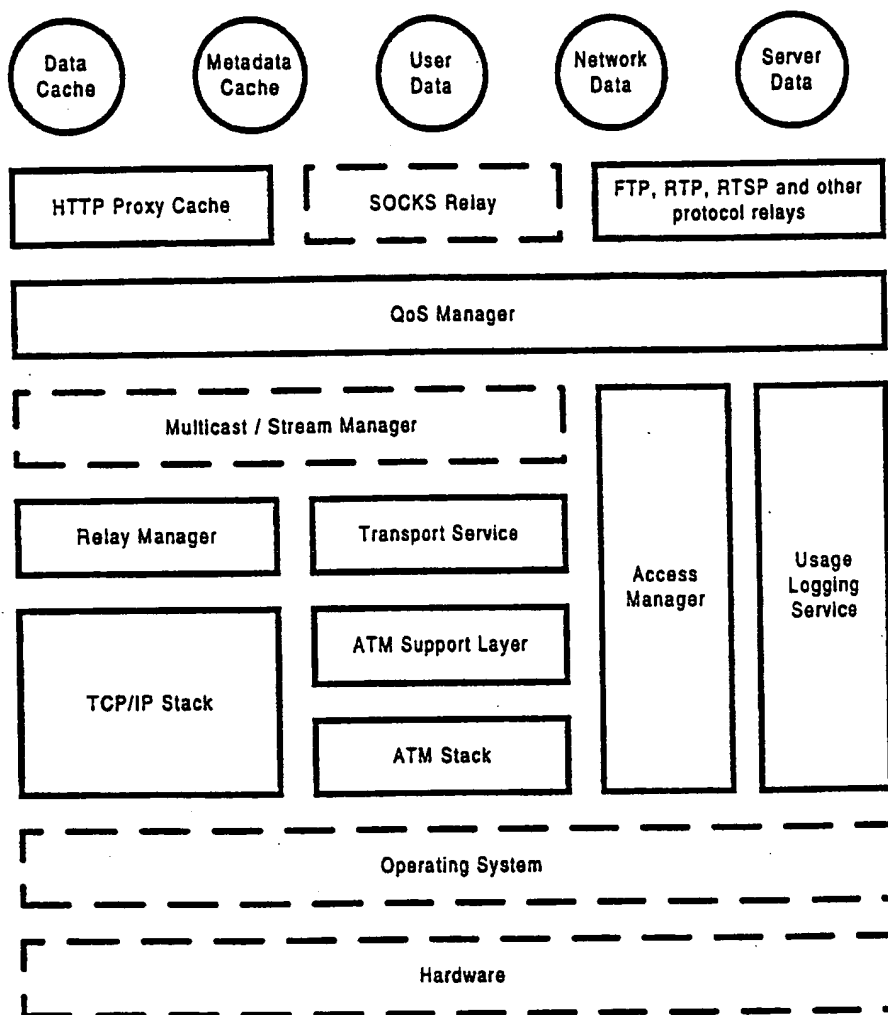 Data
Cache
Metadata
Cache
User
Data
Network
Data
Server
Data
HTTP Proxy Cache
SOCKS Relay
FTP, RTP, RTSP and other
protocol relays
QoS Manager
Multicast / Stream Manager
Relay Manager
Transport Service
Access
Manager
Usage
Logging
Service
ATM Support Layer
TCP/IP Stack
ATM Stack
Operating System
Hardware